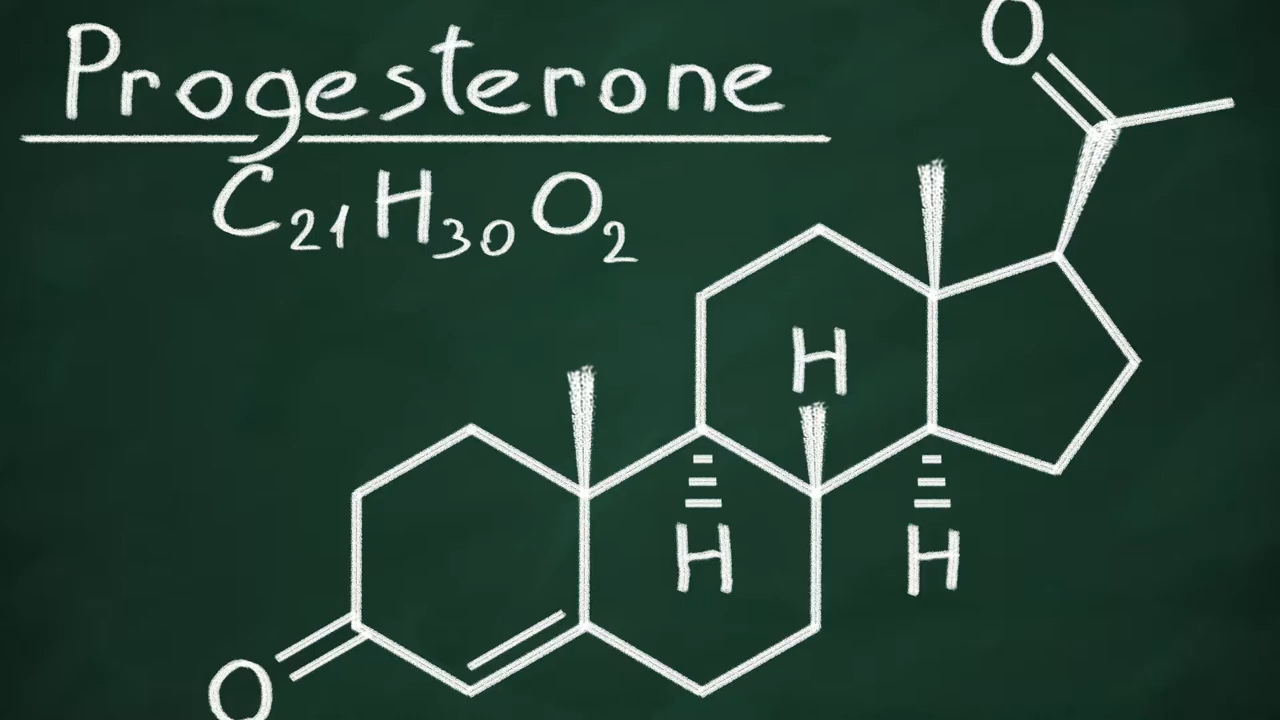 Progesterone
C₂₁H₃₀O₂
O
H
H H
O